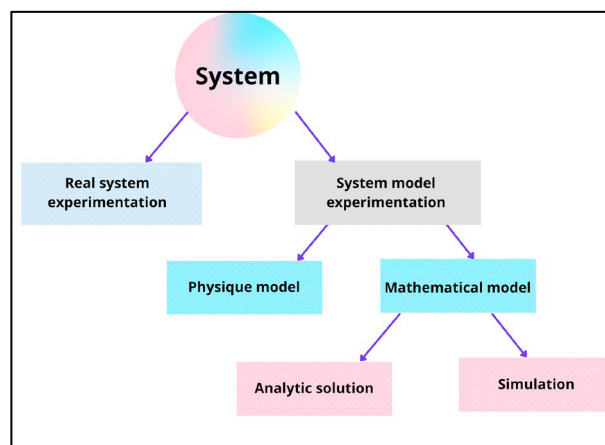 System
Real system
experimentation
System model
experimentation
Physique model
Mathematical model
Analytic solution
Simulation